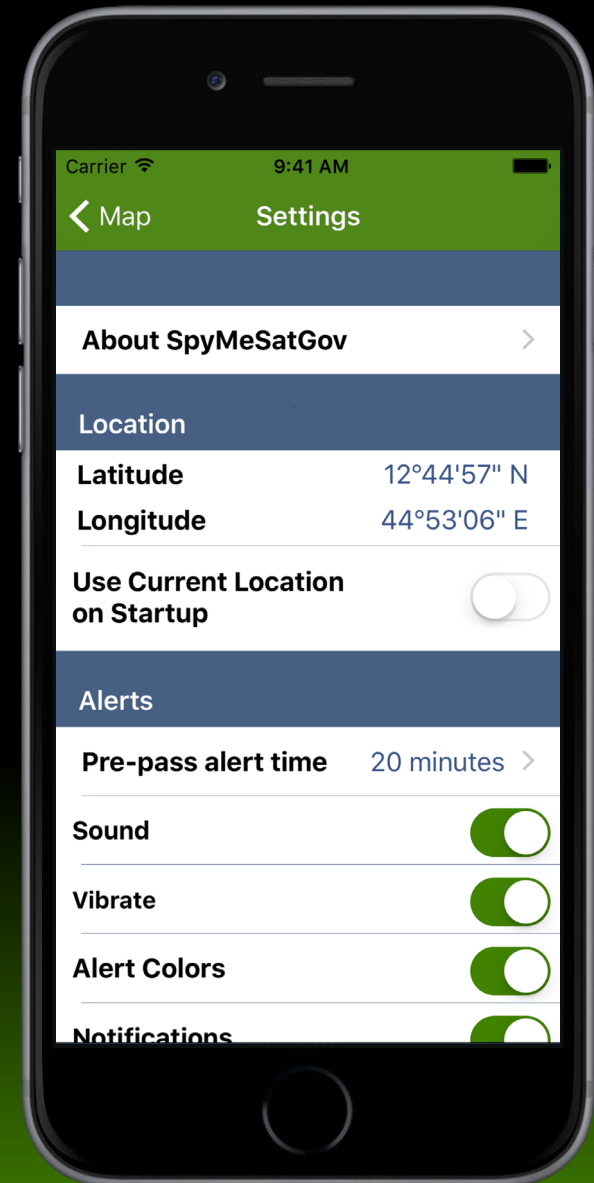 Carrier 9:41 AM
Map Settings
About SpyMeSatGov
Location
Latitude 12°44'57" N
Longitude 44°53'06" E
Use Current Location
on Startup
Alerts
Pre-pass alert time 20 minutes
Sound
Vibrate
Alert Colors
Notifications